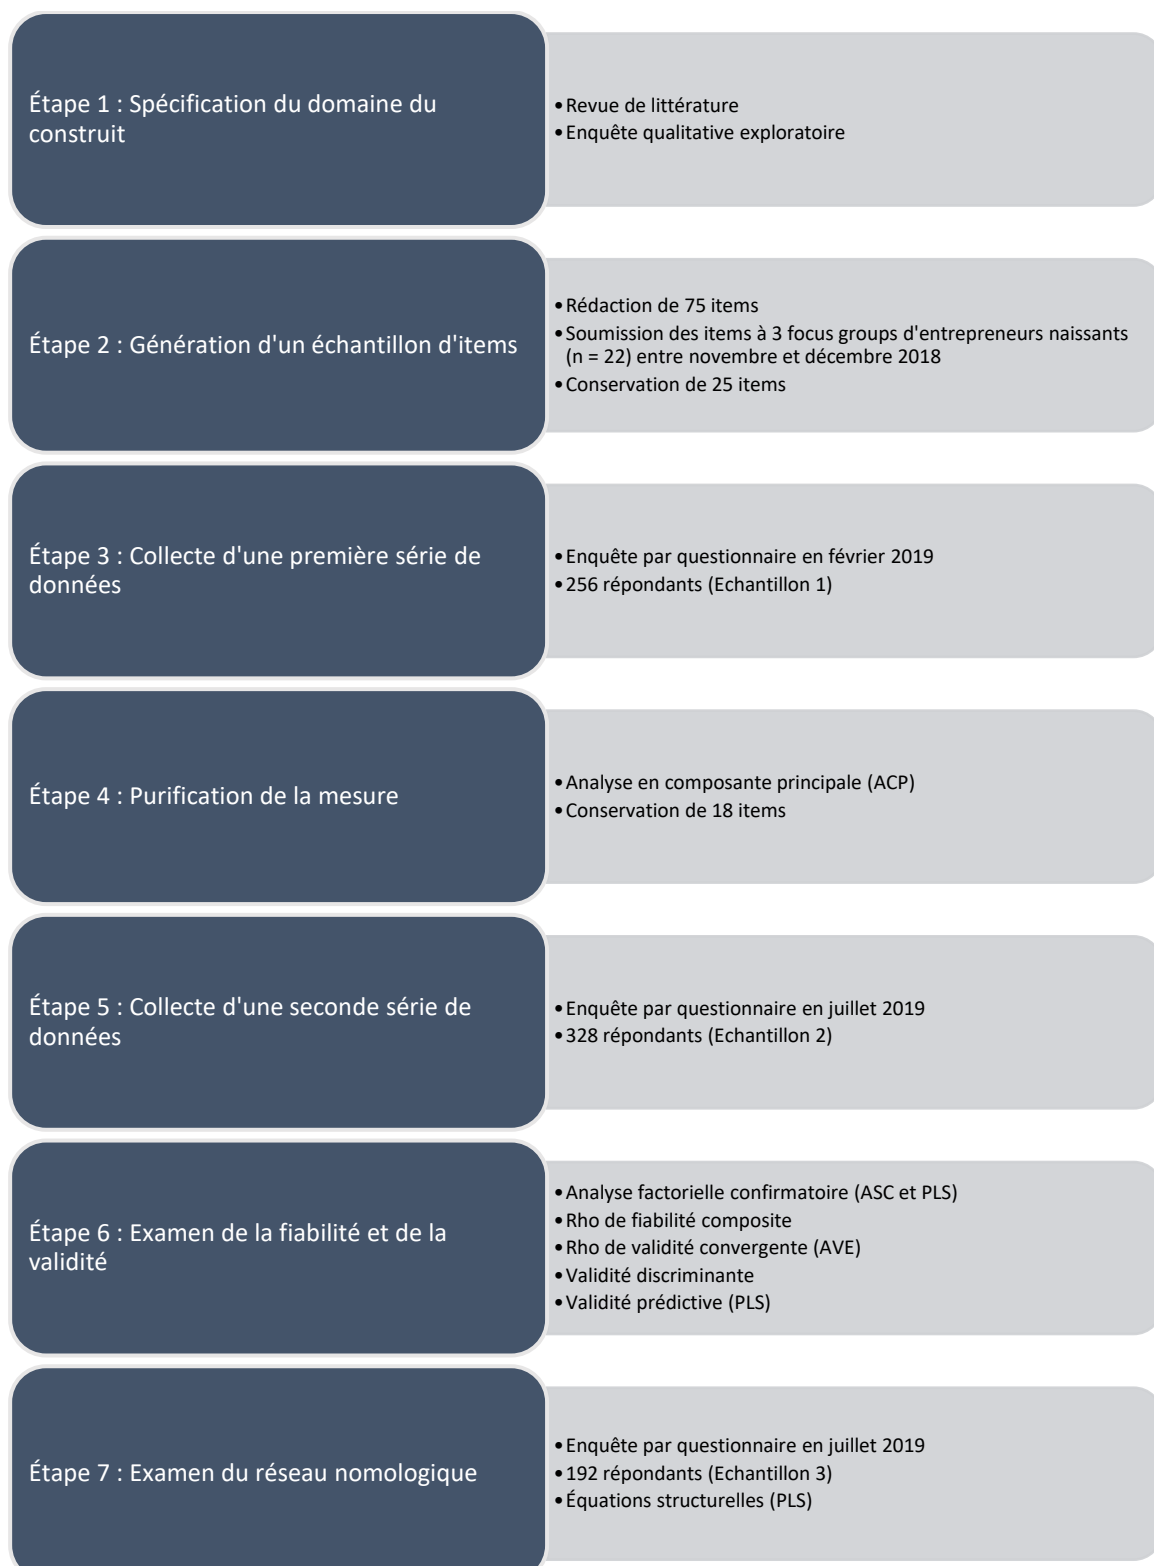 Étape 1 : Spécification du domaine du
construit
•Revue de littérature
•Enquête qualitative exploratoire
Étape 2 : Génération d'un échantillon d'items
•Rédaction de 75 items
•Soumission des items à 3 focus groups d'entrepreneurs naissants
(n = 22) entre novembre et décembre 2018
•Conservation de 25 items
Étape 3 : Collecte d'une première série de
données
•Enquête par questionnaire en février 2019
•256 répondants (Echantillon 1)
Étape 4 : Purification de la mesure
•Analyse en composante principale (ACP)
•Conservation de 18 items
Étape 5 : Collecte d'une seconde série de
données
•Enquête par questionnaire en juillet 2019
•328 répondants (Echantillon 2)
Étape 6 : Examen de la fiabilité et de la
validité
•Analyse factorielle confirmatoire (ASC et PLS)
•Rho de fiabilité composite
•Rho de validité convergente (AVE)
•Validité discriminante
•Validité prédictive (PLS)
Étape 7 : Examen du réseau nomologique
•Enquête par questionnaire en juillet 2019
•192 répondants (Echantillon 3)
•Équations structurelles (PLS)